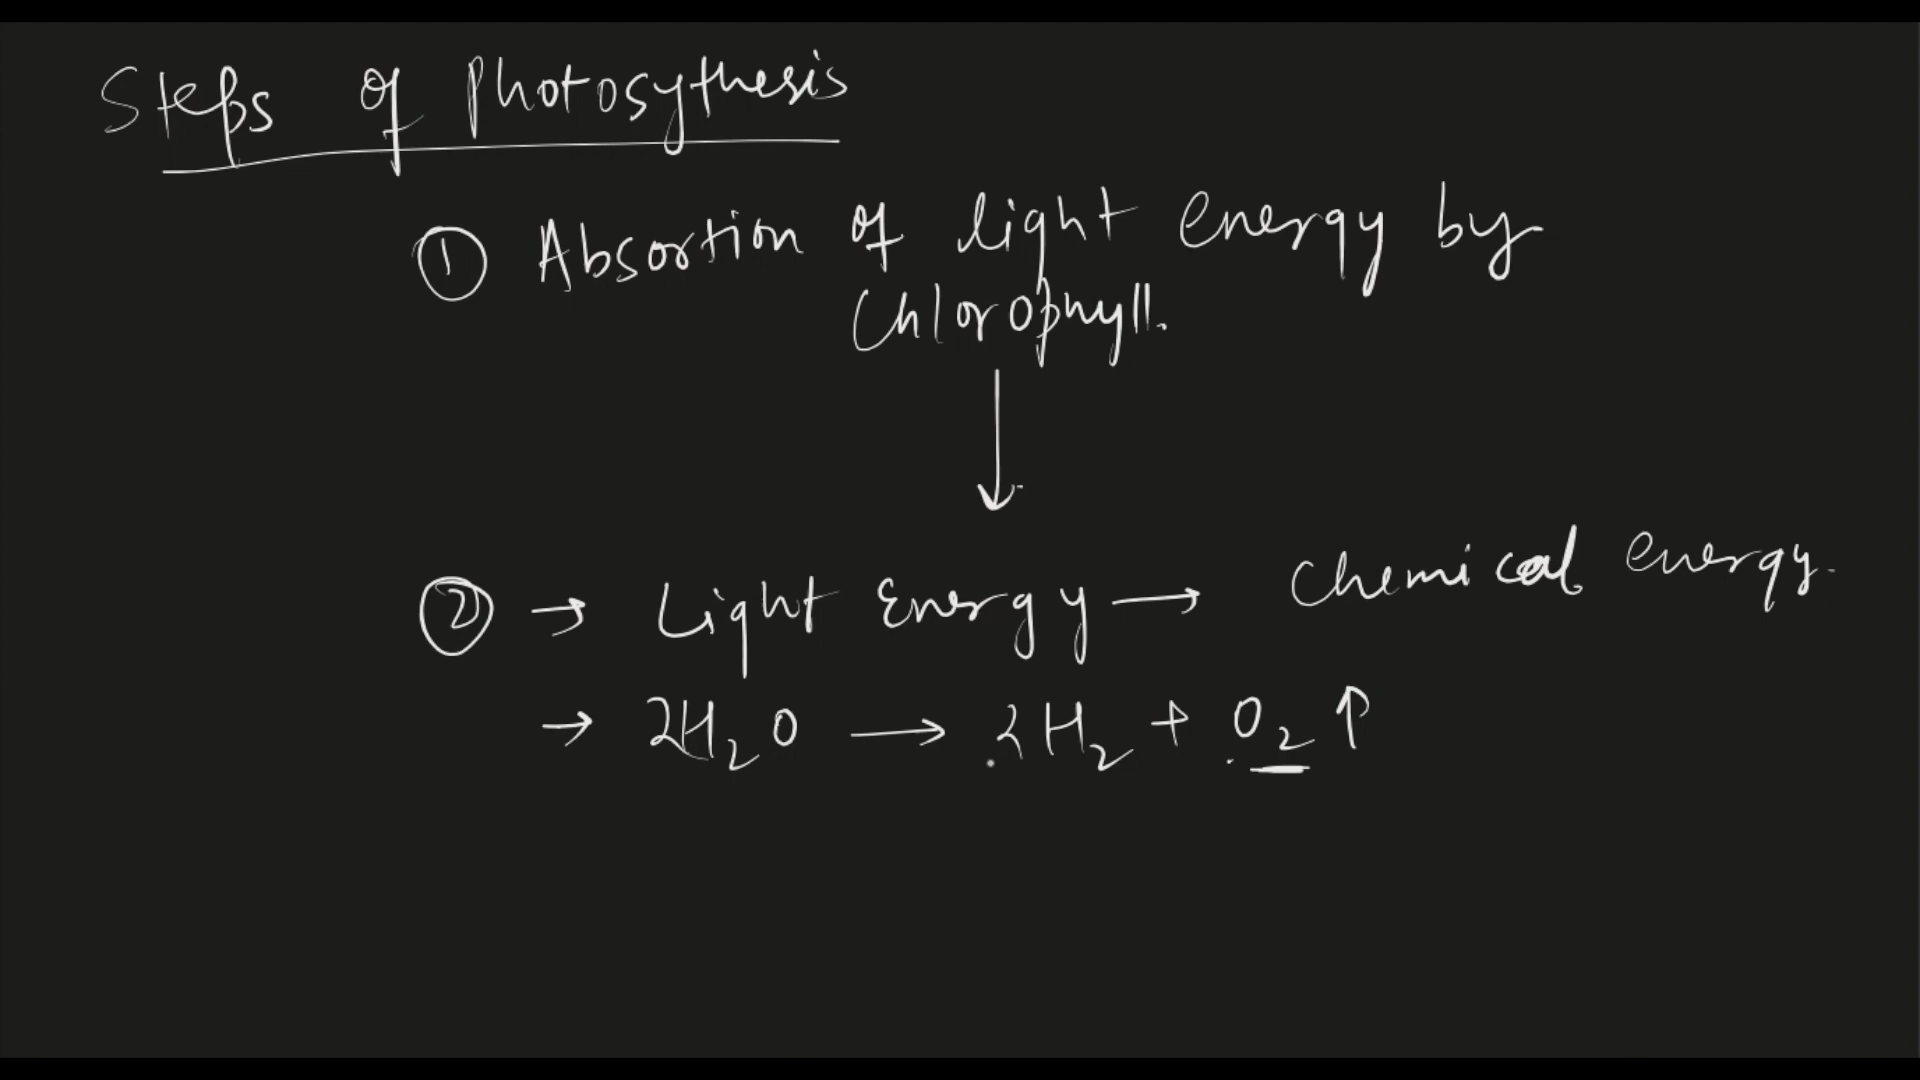 Steps of Photosythesis
① Absortion of light energy by
Chlorophyll.
② → Light Energy → Chemical energy.
→ 2H₂O → 2H₂ + O₂ ↑